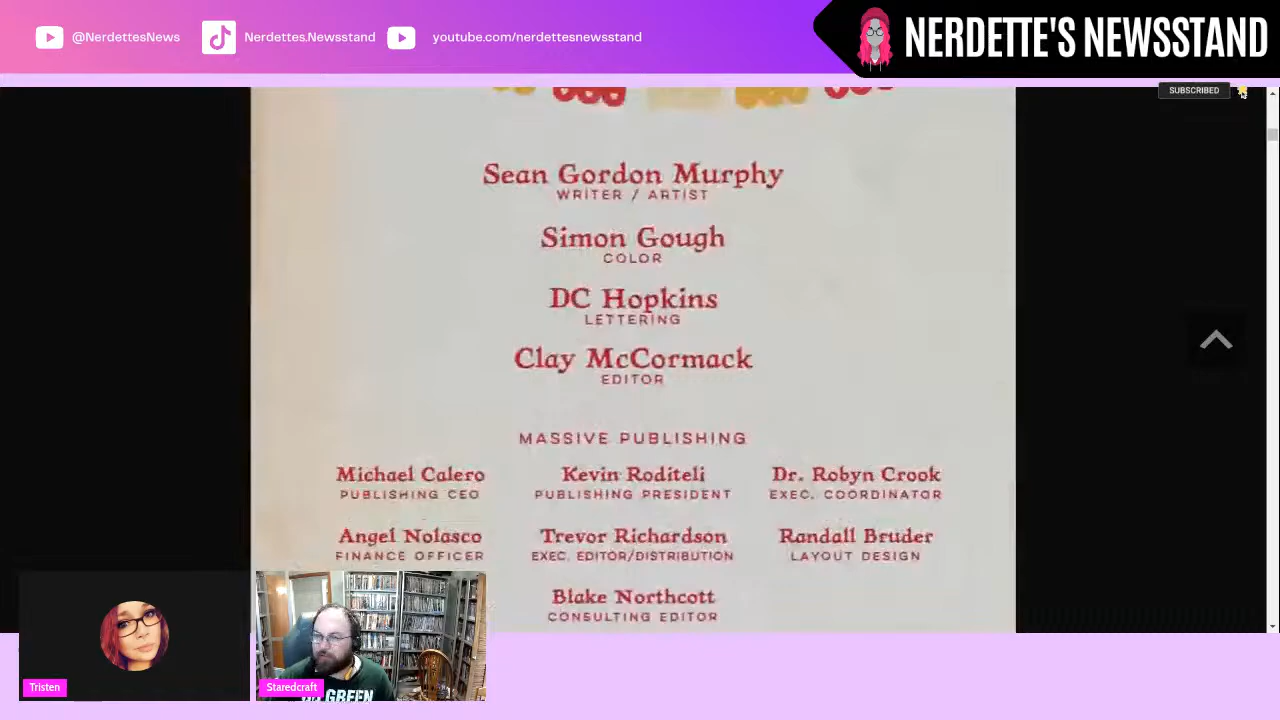 @NerdettesNews
Nerdettes.Newsstand
youtube.com/nerdettesnewsstand
NERDETTE'S NEWSSTAND
SUBSCRIBED
Sean Gordon Murphy
WRITER / ARTIST
Simon Gough
COLOR
DC Hopkins
LETTERING
Clay McCormack
EDITOR
MASSIVE PUBLISHING
Michael Calero
PUBLISHING CEO
Kevin Roditeli
PUBLISHING PRESIDENT
Dr. Robyn Crook
EXEC. COORDINATOR
Angel Nolasco
FINANCE OFFICER
Trevor Richardson
EXEC. EDITOR/DISTRIBUTION
Randall Bruder
LAYOUT DESIGN
Blake Northcott
CONSULTING EDITOR
Tristen
Staredcraft
GREEN